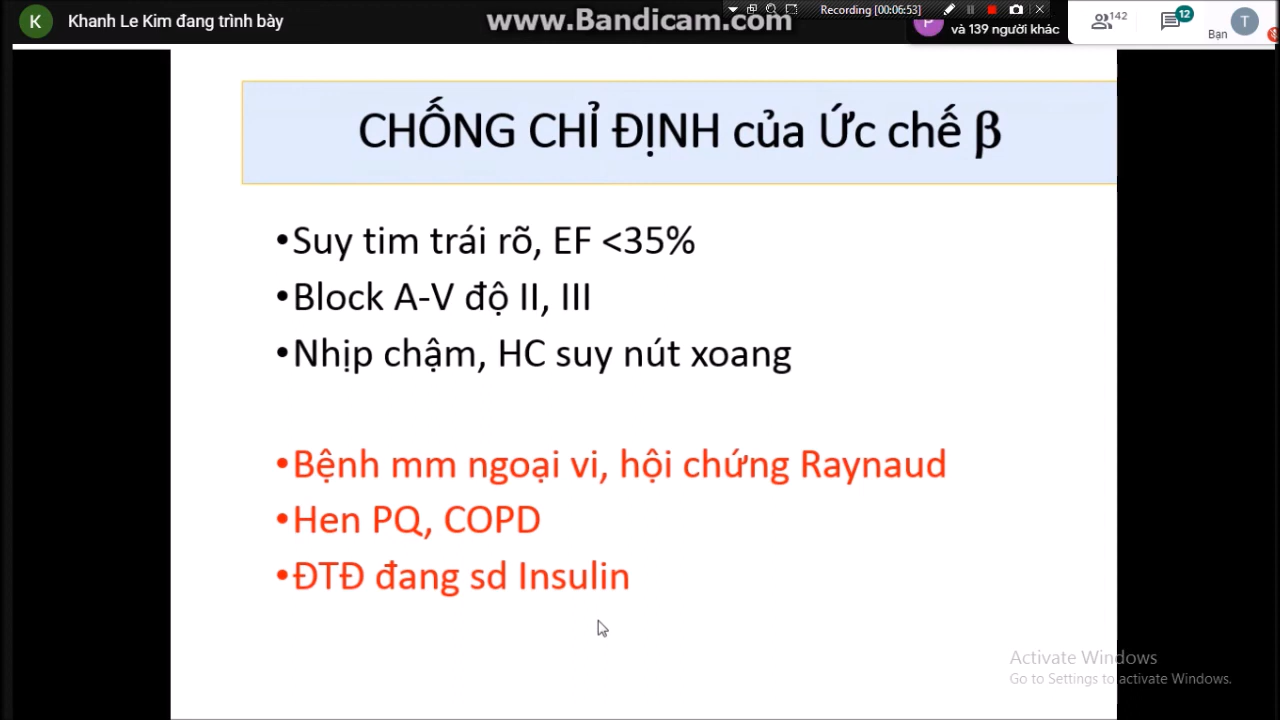 K Khanh Le Kim đang trình bày
www.Bandicam.com
Recording [00:06:53]
P và 139 người khác
142
12
Bạn
T
CHỐNG CHỈ ĐỊNH của Ức chế β
•Suy tim trái rõ, EF <35%
•Block A-V độ II, III
•Nhịp chậm, HC suy nút xoang
•Bệnh mm ngoại vi, hội chứng Raynaud
•Hen PQ, COPD
•ĐTĐ đang sd Insulin
Activate Windows
Go to Settings to activate Windows.